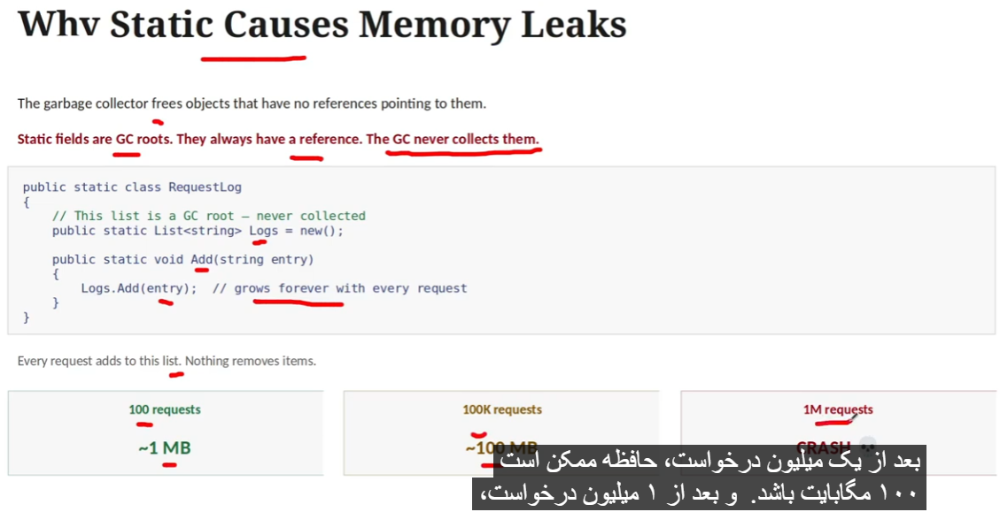 Why Static Causes Memory Leaks
The garbage collector frees objects that have no references pointing to them.
Static fields are GC roots. They always have a reference. The GC never collects them.
public static class RequestLog
{
// This list is a GC root — never collected
public static List<string> Logs = new();
public static void Add(string entry)
{
Logs.Add(entry);  // grows forever with every request
}
}
Every request adds to this list. Nothing removes items.
100 requests
~1 MB
100K requests
~100 MB
1M requests
CRASH 💀
بعد از یک میلیون درخواست، حافظه ممکن است
۱۰۰ مگابایت باشد. و بعد از ۱ میلیون درخواست،